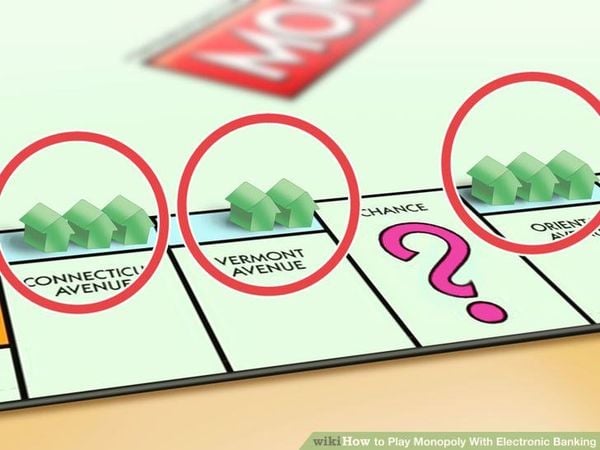 MON
CONNECTICU
AVENUE
VERMONT
AVENUE
CHANCE
?
ORIENT
AV
wikiHow to Play Monopoly With Electronic Banking